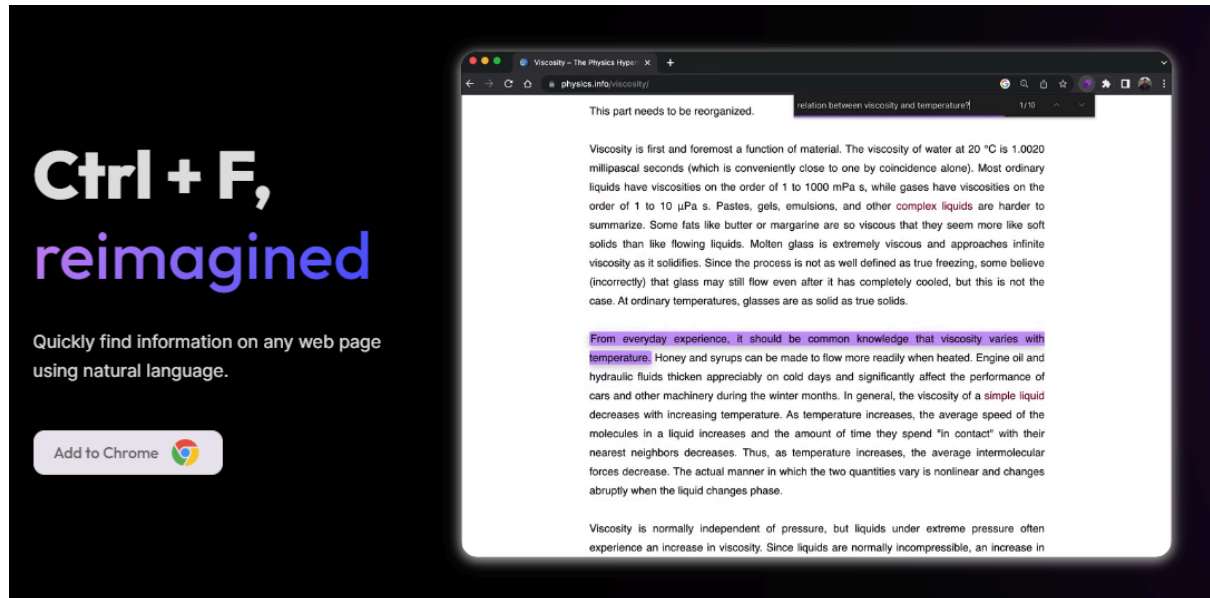 Ctrl + F,
reimagined
Quickly find information on any web page
using natural language.
Add to Chrome
Viscosity – The Physics Hyper
physics.info/viscosity/
relation between viscosity and temperature?
1/10
This part needs to be reorganized.
Viscosity is first and foremost a function of material. The viscosity of water at 20 °C is 1.0020
millipascal seconds (which is conveniently close to one by coincidence alone). Most ordinary
liquids have viscosities on the order of 1 to 1000 mPa s, while gases have viscosities on the
order of 1 to 10 μPa s. Pastes, gels, emulsions, and other complex liquids are harder to
summarize. Some fats like butter or margarine are so viscous that they seem more like soft
solids than like flowing liquids. Molten glass is extremely viscous and approaches infinite
viscosity as it solidifies. Since the process is not as well defined as true freezing, some believe
(incorrectly) that glass may still flow even after it has completely cooled, but this is not the
case. At ordinary temperatures, glasses are as solid as true solids.
From everyday experience, it should be common knowledge that viscosity varies with
temperature. Honey and syrups can be made to flow more readily when heated. Engine oil and
hydraulic fluids thicken appreciably on cold days and significantly affect the performance of
cars and other machinery during the winter months. In general, the viscosity of a simple liquid
decreases with increasing temperature. As temperature increases, the average speed of the
molecules in a liquid increases and the amount of time they spend "in contact" with their
nearest neighbors decreases. Thus, as temperature increases, the average intermolecular
forces decrease. The actual manner in which the two quantities vary is nonlinear and changes
abruptly when the liquid changes phase.
Viscosity is normally independent of pressure, but liquids under extreme pressure often
experience an increase in viscosity. Since liquids are normally incompressible, an increase in